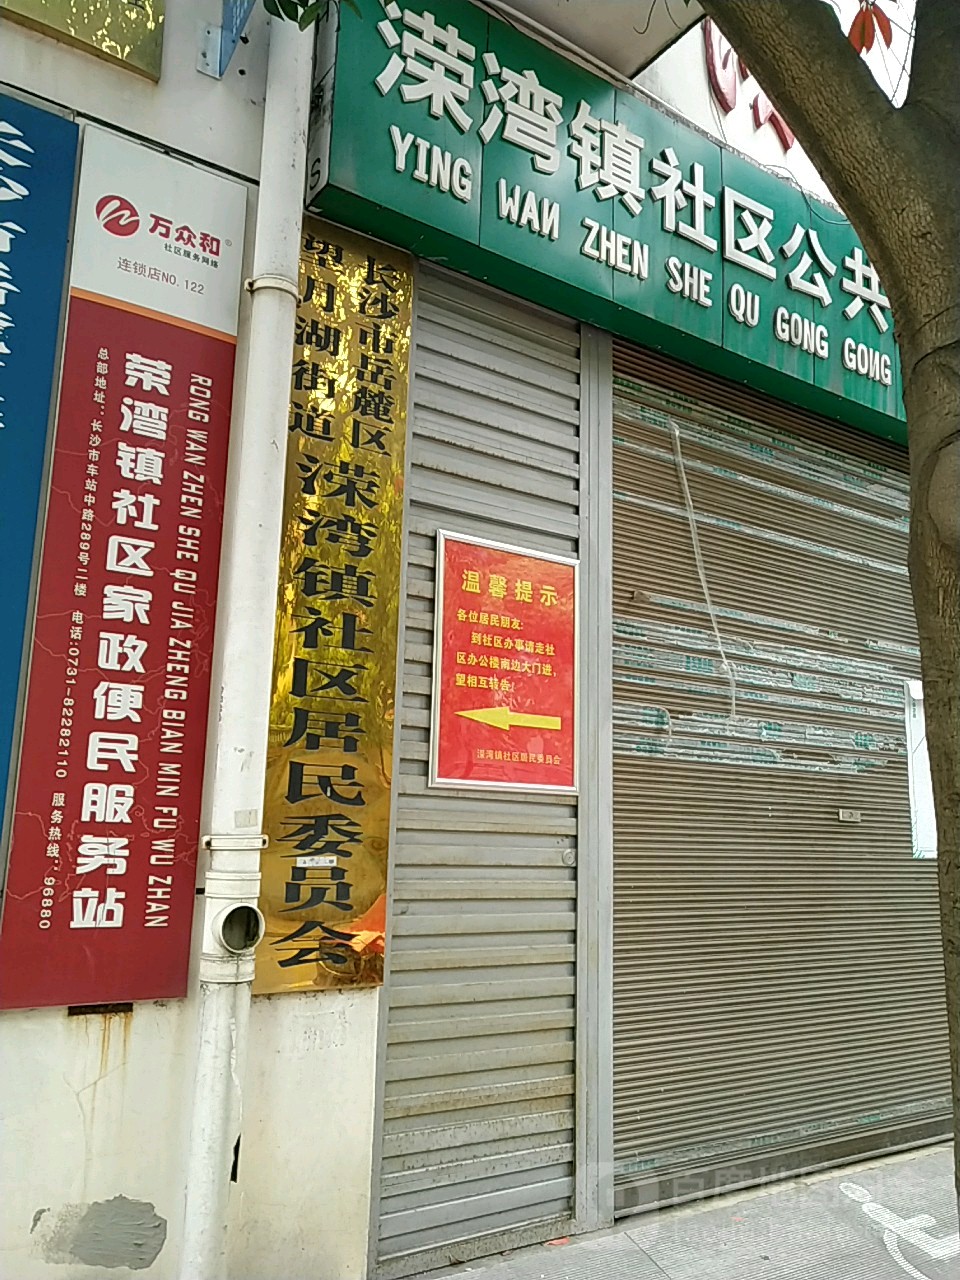 溁湾镇社区公共
YING WAN ZHEN SHE QU GONG GONG
万众和®
社区服务网络
连锁店NO. 122
荣湾镇社区家政便民服务站
RONG WAN ZHEN SHE QU JIA ZHENG BIAN MIN FU WU ZHAN
总部地址：长沙市车站中路289号二楼 电话:0731-82282110 服务热线：96880
长沙市岳麓区
望月湖街道
溁湾镇社区居民委员会
温馨提示
各位居民朋友:
到社区办事请走社
区办公楼南边大门进,
望相互转告!
溁湾镇社区居民委员会